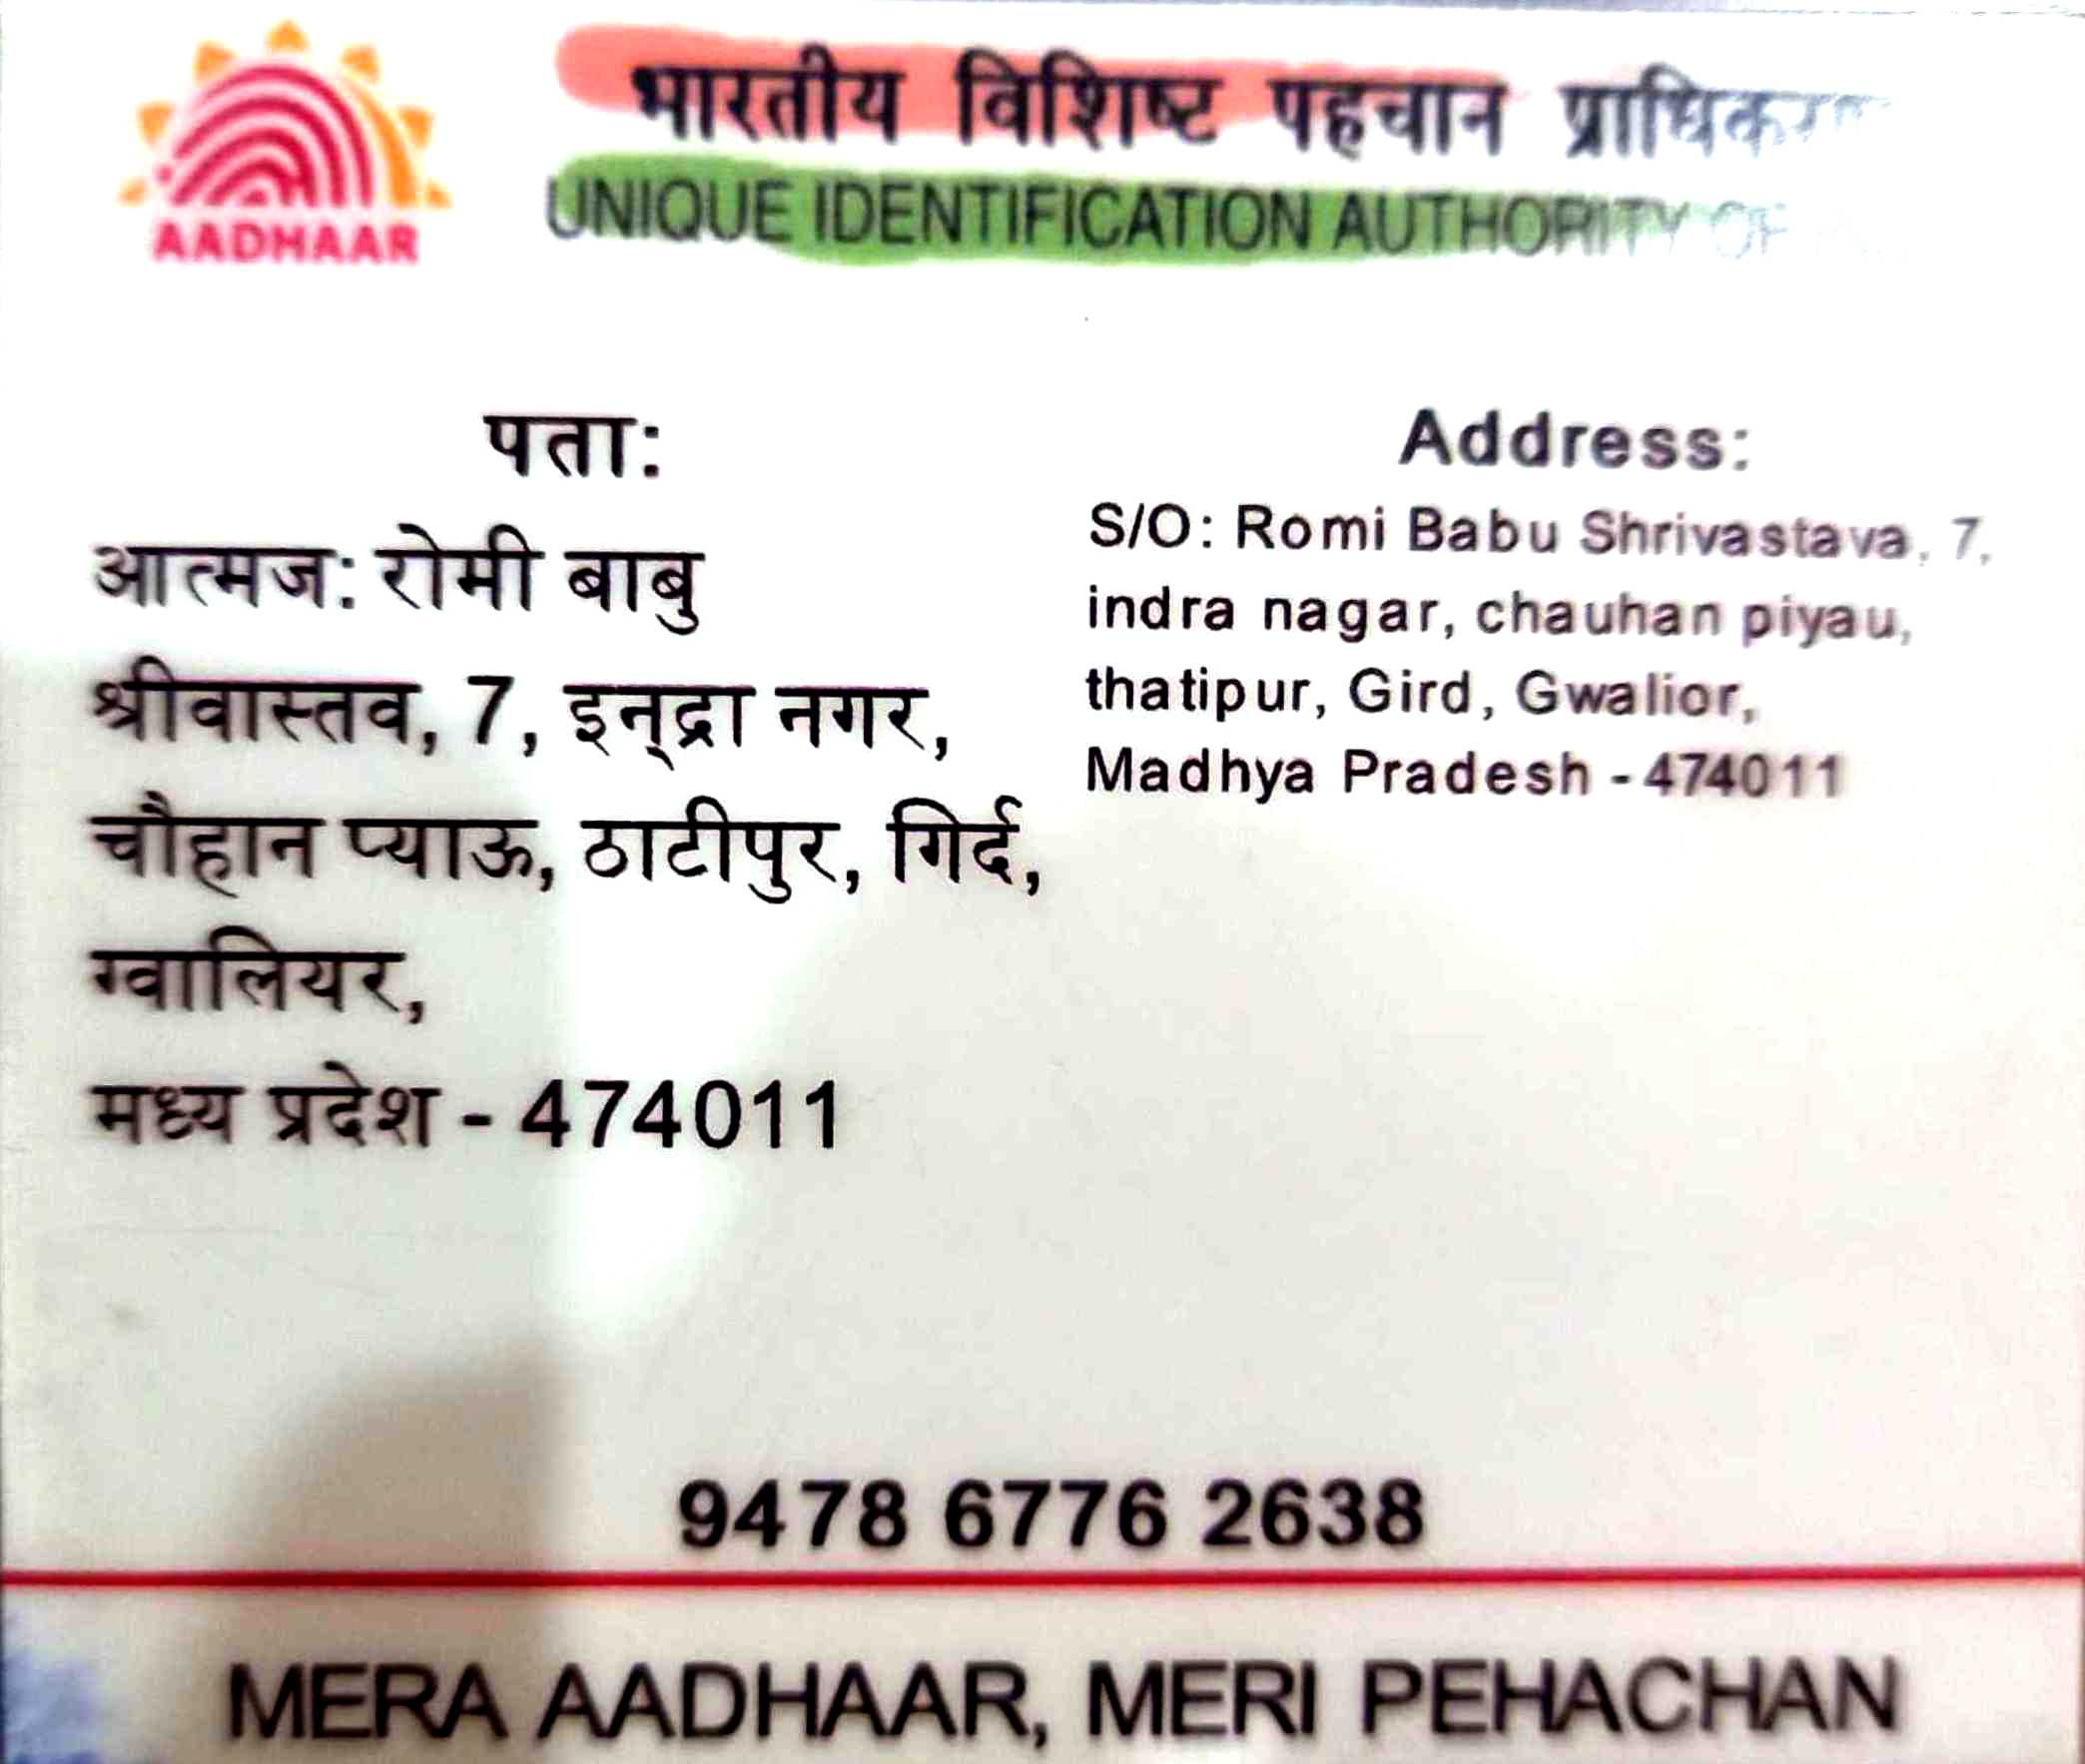 भारतीय विशिष्ट पहचान प्राधिकरण
UNIQUE IDENTIFICATION AUTHORITY OF
AADHAAR
पता:
आत्मज: रोमी बाबु
श्रीवास्तव, 7, इन्‌द्रा नगर,
चौहान प्याऊ, ठाटीपुर, गिर्द,
ग्वालियर,
मध्य प्रदेश - 474011
Address:
S/O: Romi Babu Shrivastava, 7,
indra nagar, chauhan piyau,
thatipur, Gird, Gwalior,
Madhya Pradesh - 474011
9478 6776 2638
MERA AADHAAR, MERI PEHACHAN